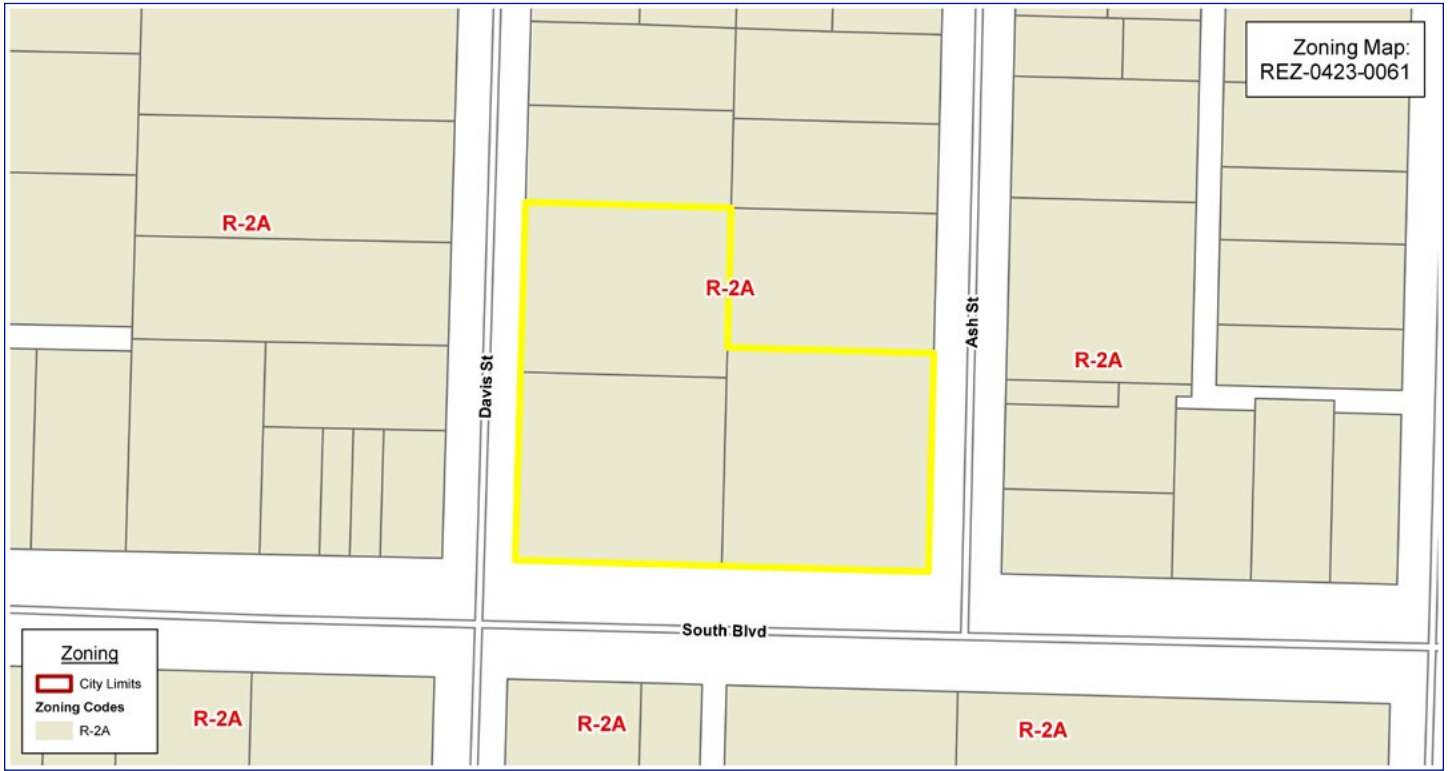 Zoning Map:
REZ-0423-0061
R-2A
R-2A
Ash St
R-2A
Davis St
South Blvd
Zoning
City Limits
Zoning Codes
R-2A
R-2A
R-2A
R-2A